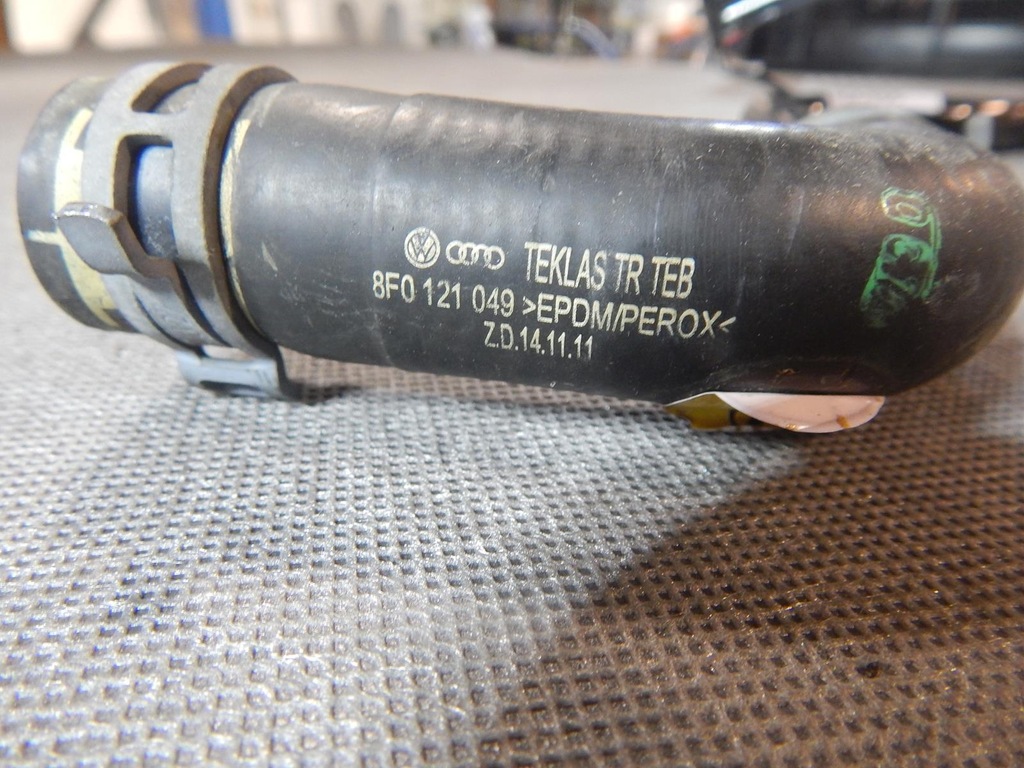 TEKLAS TR TEB
8F0 121 049 >EPDM/PEROX<
Z.D.14.11.11